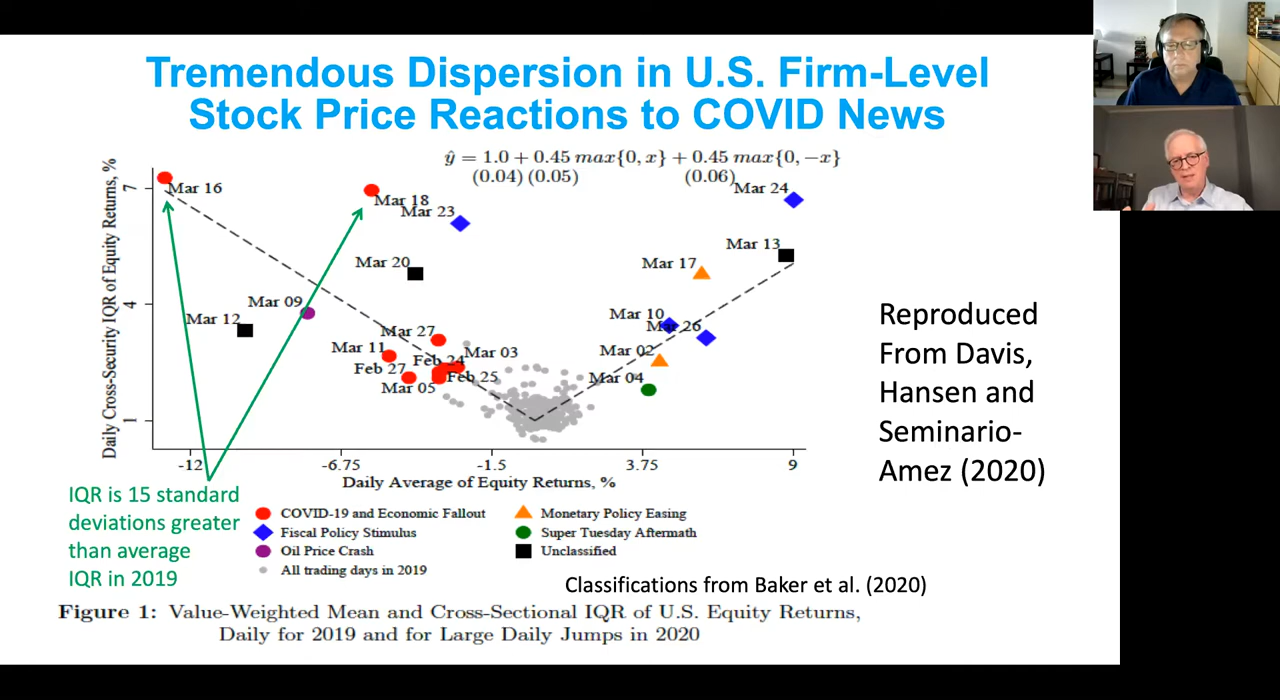 Tremendous Dispersion in U.S. Firm-Level
Stock Price Reactions to COVID News
ŷ = 1.0 + 0.45 max{0, x} + 0.45 max{0, −x}
(0.04) (0.05) (0.06)
Daily Cross-Security IQR of Equity Returns, %
7
4
1
Mar 16
Mar 18
Mar 23
Mar 24
Mar 13
Mar 20
Mar 17
Mar 09
Mar 12
Mar 10
Mar 26
Mar 27
Mar 11
Mar 03
Mar 02
Feb 24
Feb 27
Feb 25
Mar 04
Mar 05
-12
-6.75
-1.5
3.75
9
Daily Average of Equity Returns, %
Reproduced
From Davis,
Hansen and
Seminario-
Amez (2020)
IQR is 15 standard
deviations greater
than average
IQR in 2019
COVID-19 and Economic Fallout
Fiscal Policy Stimulus
Oil Price Crash
All trading days in 2019
Monetary Policy Easing
Super Tuesday Aftermath
Unclassified
Classifications from Baker et al. (2020)
Figure 1: Value-Weighted Mean and Cross-Sectional IQR of U.S. Equity Returns,
Daily for 2019 and for Large Daily Jumps in 2020